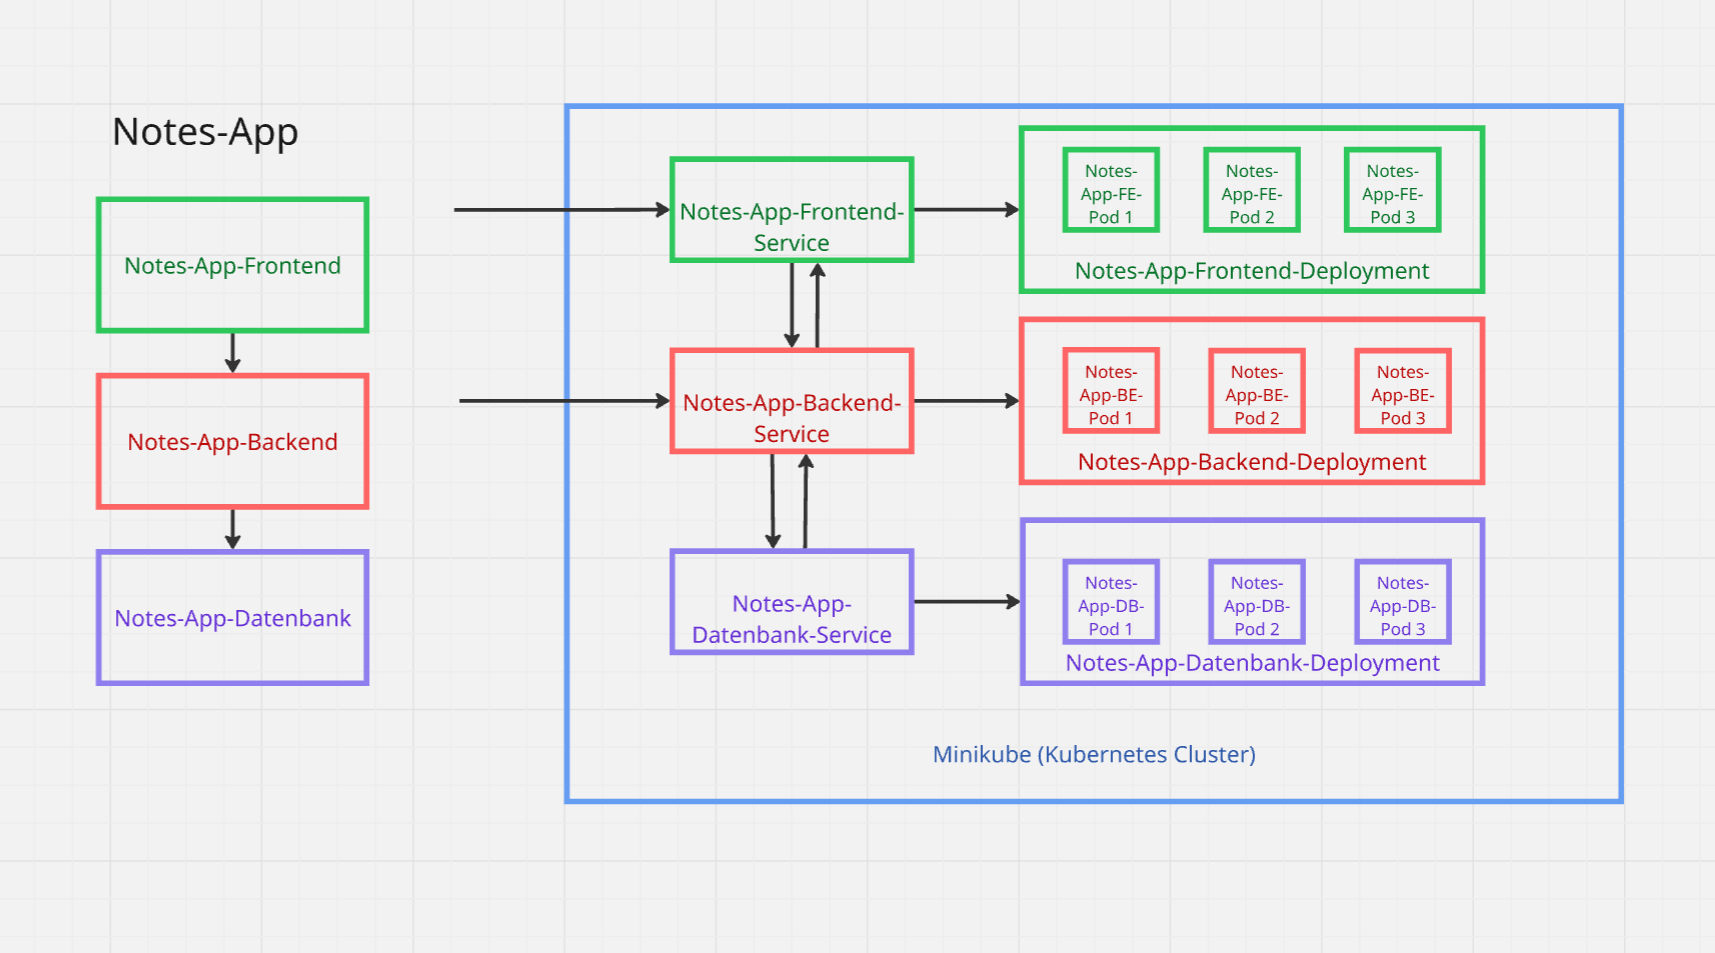 Notes-App
Notes-App-Frontend
Notes-App-Backend
Notes-App-Datenbank
Notes-App-Frontend-
Service
Notes-
App-FE-
Pod 1
Notes-
App-FE-
Pod 2
Notes-
App-FE-
Pod 3
Notes-App-Frontend-Deployment
Notes-App-Backend-
Service
Notes-
App-BE-
Pod 1
Notes-
App-BE-
Pod 2
Notes-
App-BE-
Pod 3
Notes-App-Backend-Deployment
Notes-App-
Datenbank-Service
Notes-
App-DB-
Pod 1
Notes-
App-DB-
Pod 2
Notes-
App-DB-
Pod 3
Notes-App-Datenbank-Deployment
Minikube (Kubernetes Cluster)